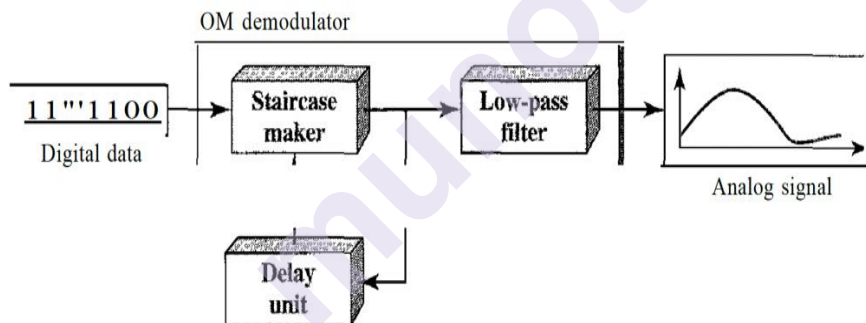 OM demodulator
11"'1100
Digital data
Staircase
maker
Low-pass
filter
Analog signal
Delay
unit